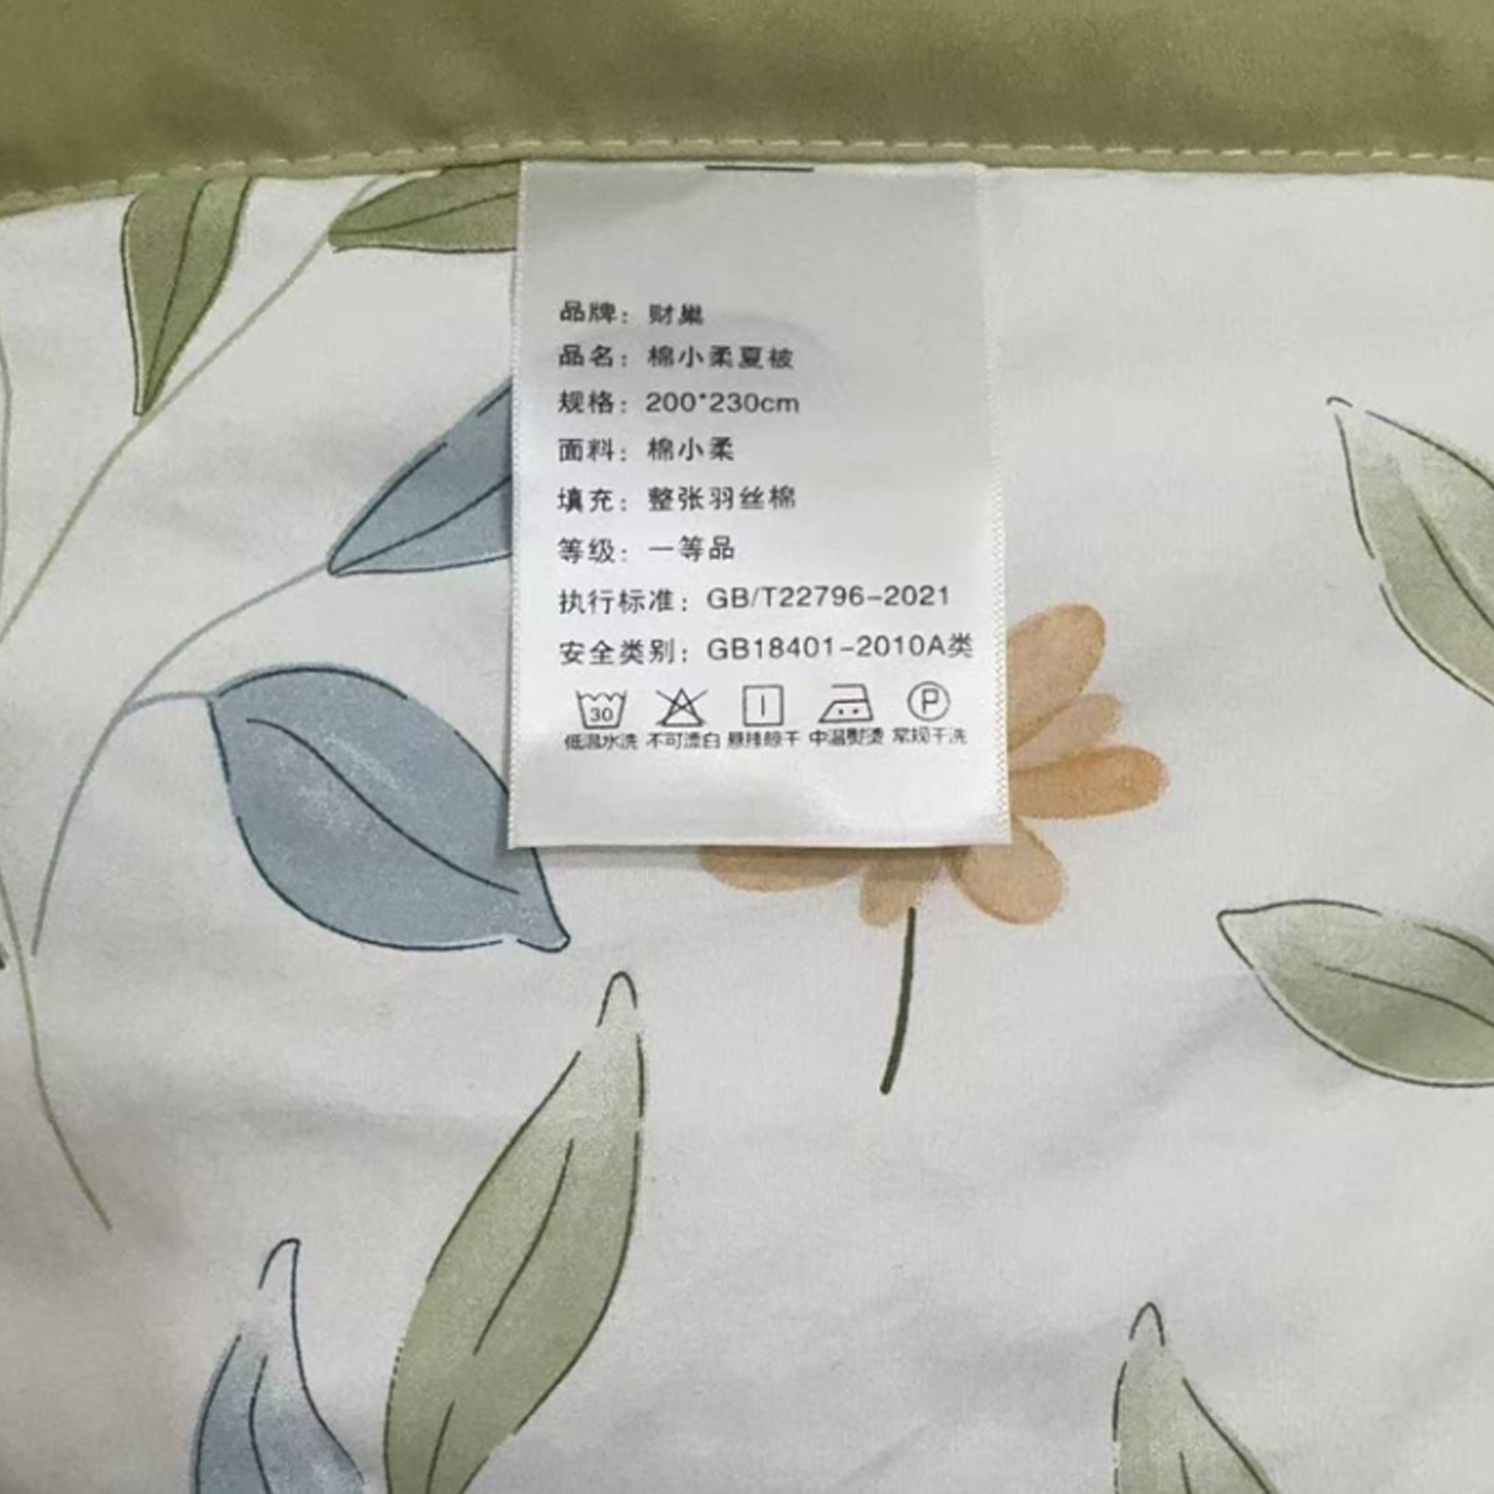 品牌：财巢
品名：棉小柔夏被
规格：200*230cm
面料：棉小柔
填充：整张羽丝棉
等级：一等品
执行标准：GB/T22796-2021
安全类别：GB18401-2010A类
30 P
低温水洗 不可漂白 悬挂晾干 中温熨烫 常规干洗